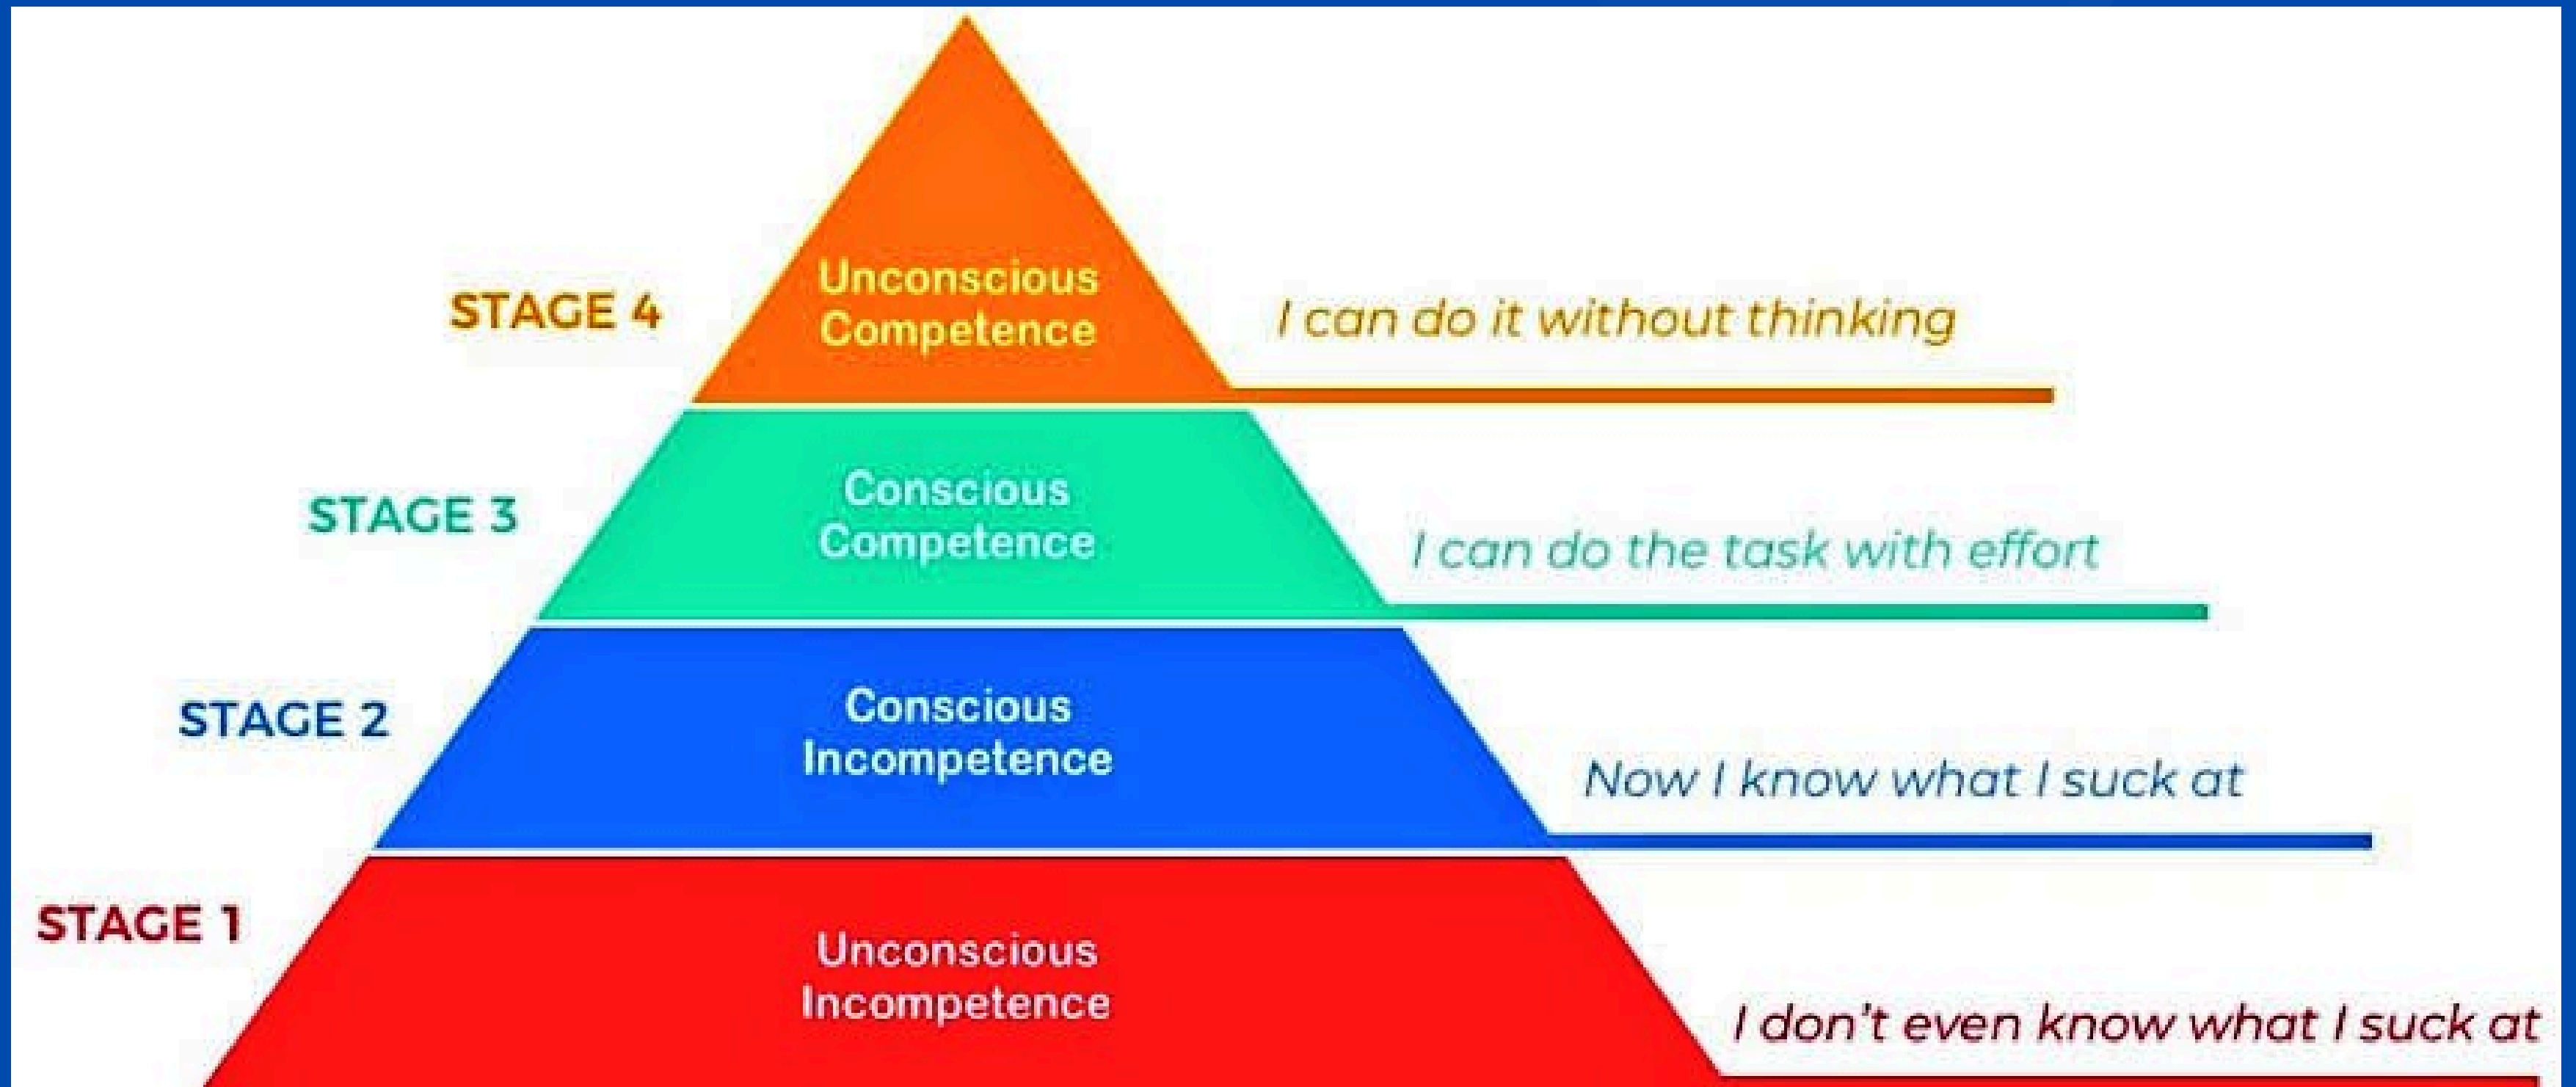 Unconscious
Competence
STAGE 4
I can do it without thinking
Conscious
Competence
STAGE 3
I can do the task with effort
Conscious
Incompetence
STAGE 2
Now I know what I suck at
Unconscious
Incompetence
STAGE 1
I don't even know what I suck at